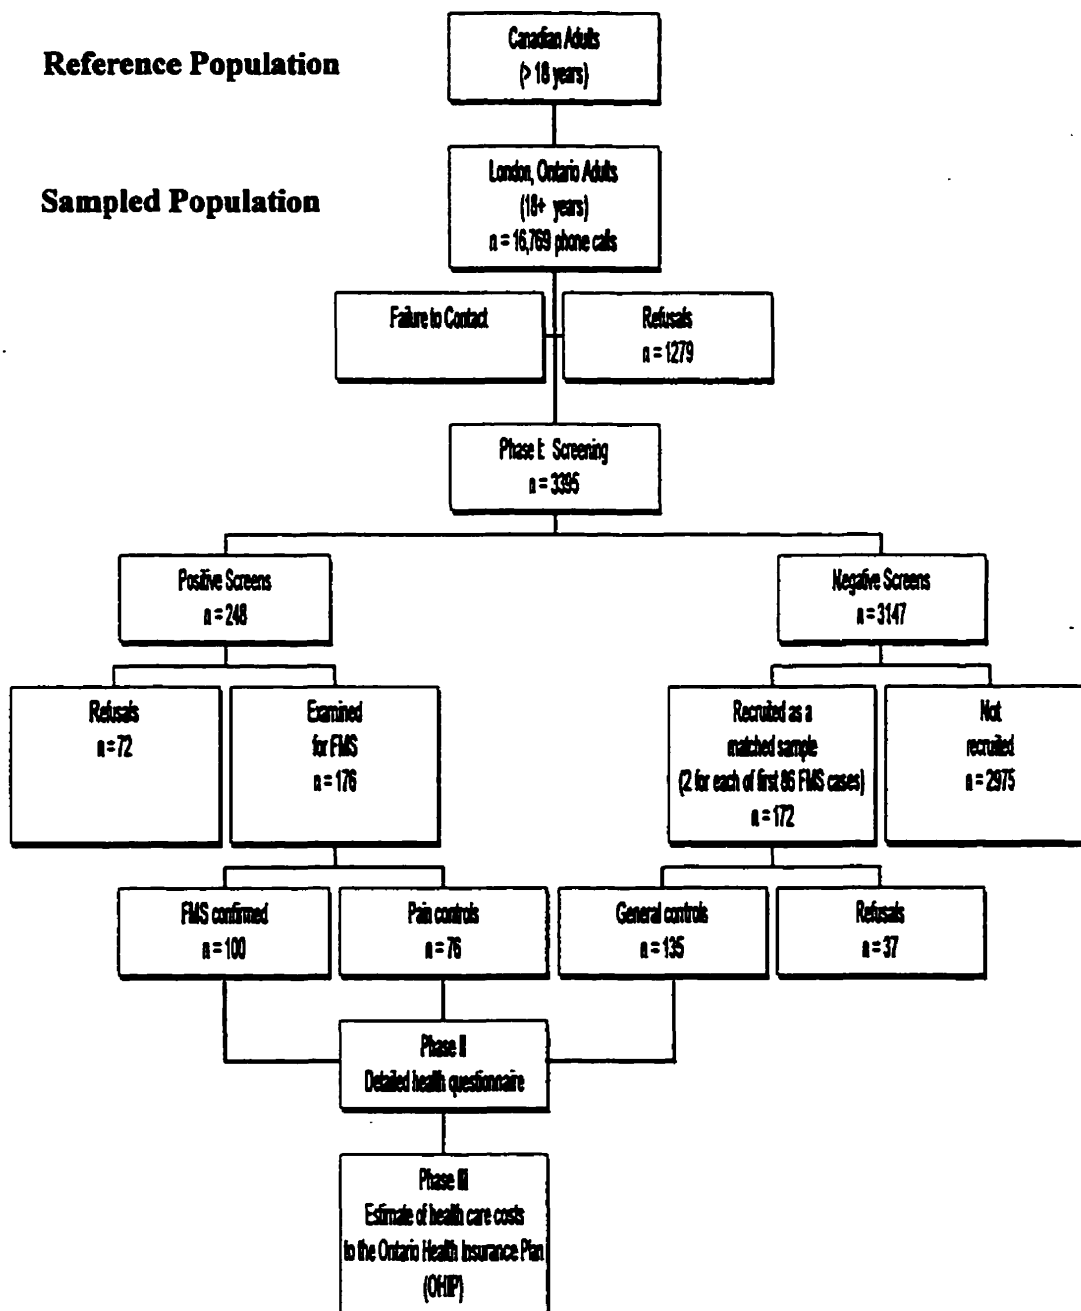 Reference Population
Canadian Adults
(> 18 years)
Sampled Population
London, Ontario Adults
(18+ years)
n = 16,769 phone calls
Failure to Contact
Refusals
n = 1279
Phase I: Screening
n = 3395
Positive Screens
n = 248
Negative Screens
n = 3147
Refusals
n = 72
Examined
for FMS
n = 176
Recruited as a
matched sample
(2 for each of first 86 FMS cases)
n = 172
Not
recruited
n = 2975
FMS confirmed
n = 100
Pain controls
n = 76
General controls
n = 135
Refusals
n = 37
Phase II
Detailed health questionnaire
Phase III
Estimate of health care costs
to the Ontario Health Insurance Plan
(OHIP)